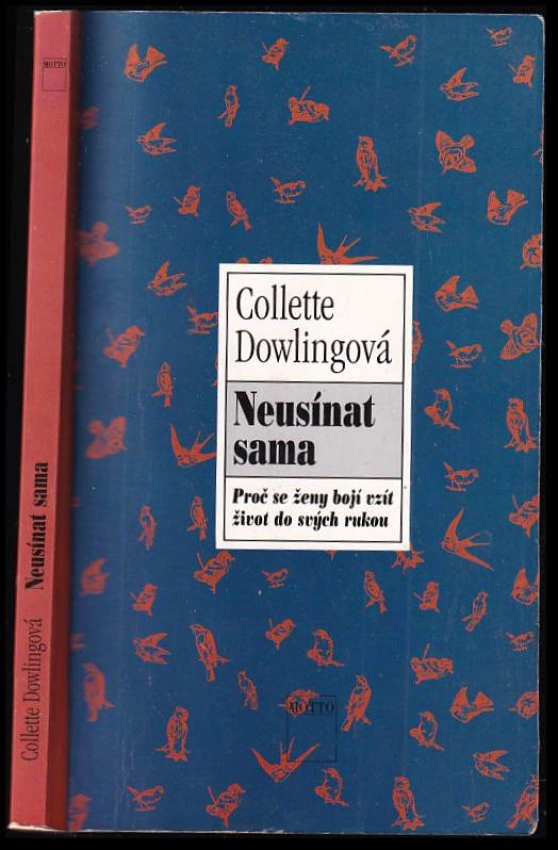 MOTTO
Neusínat sama
Collette Dowlingová
Collette
Dowlingová
Neusínat
sama
Proč se ženy bojí vzít
život do svých rukou
MOTTO